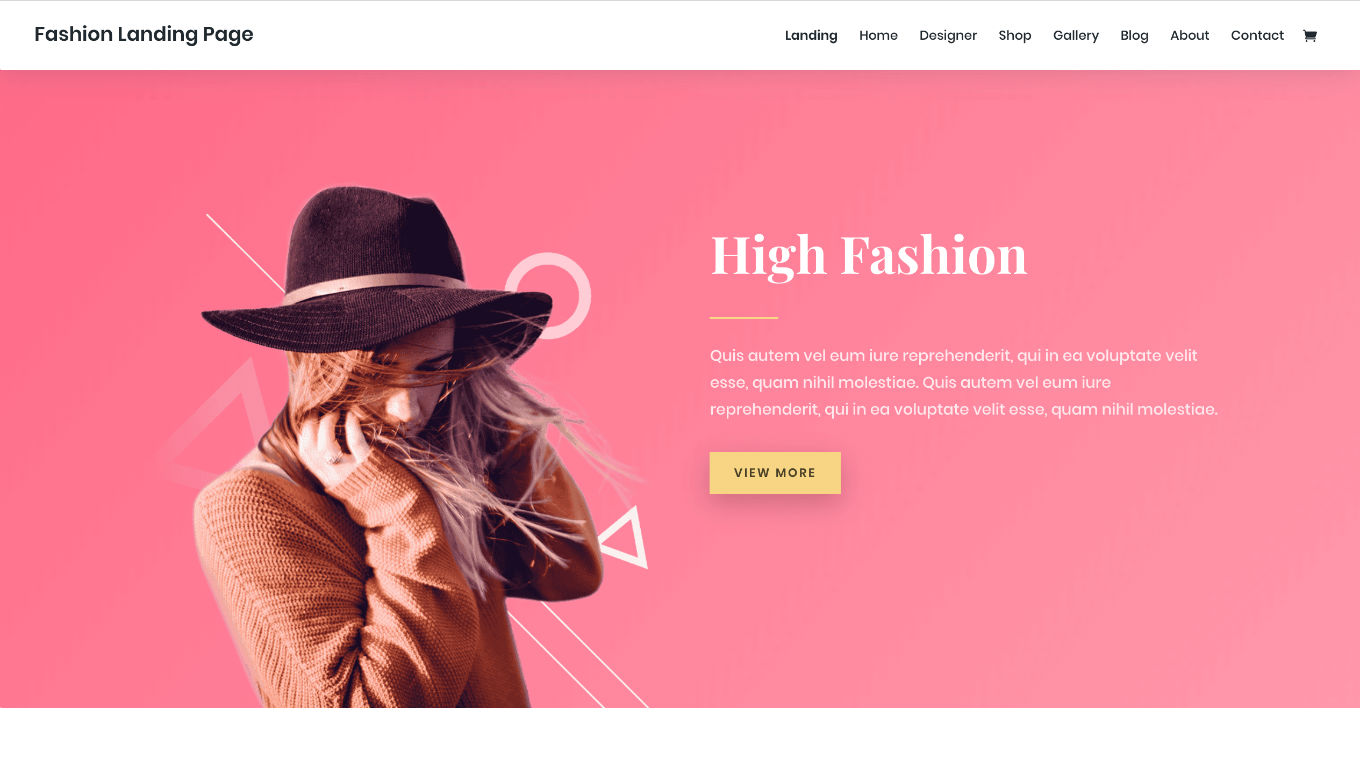 Fashion Landing Page
Landing Home Designer Shop Gallery Blog About Contact
High Fashion
Quis autem vel eum iure reprehenderit, qui in ea voluptate velit
esse, quam nihil molestiae. Quis autem vel eum iure
reprehenderit, qui in ea voluptate velit esse, quam nihil molestiae.
VIEW MORE